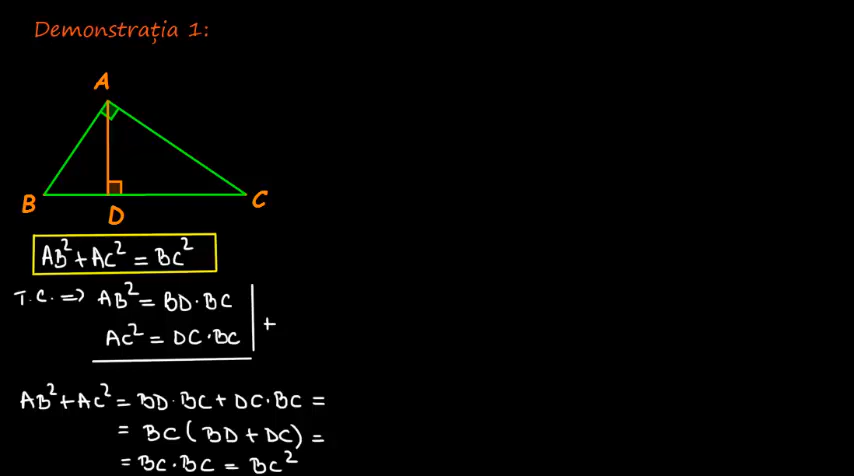 Demonstrația 1:
A
B
D
C
AB²+AC² = BC²
T.C. => AB² = BD·BC
AC² = DC·BC
+
AB²+AC² = BD·BC+DC·BC =
= BC(BD+DC) =
= BC·BC = BC²